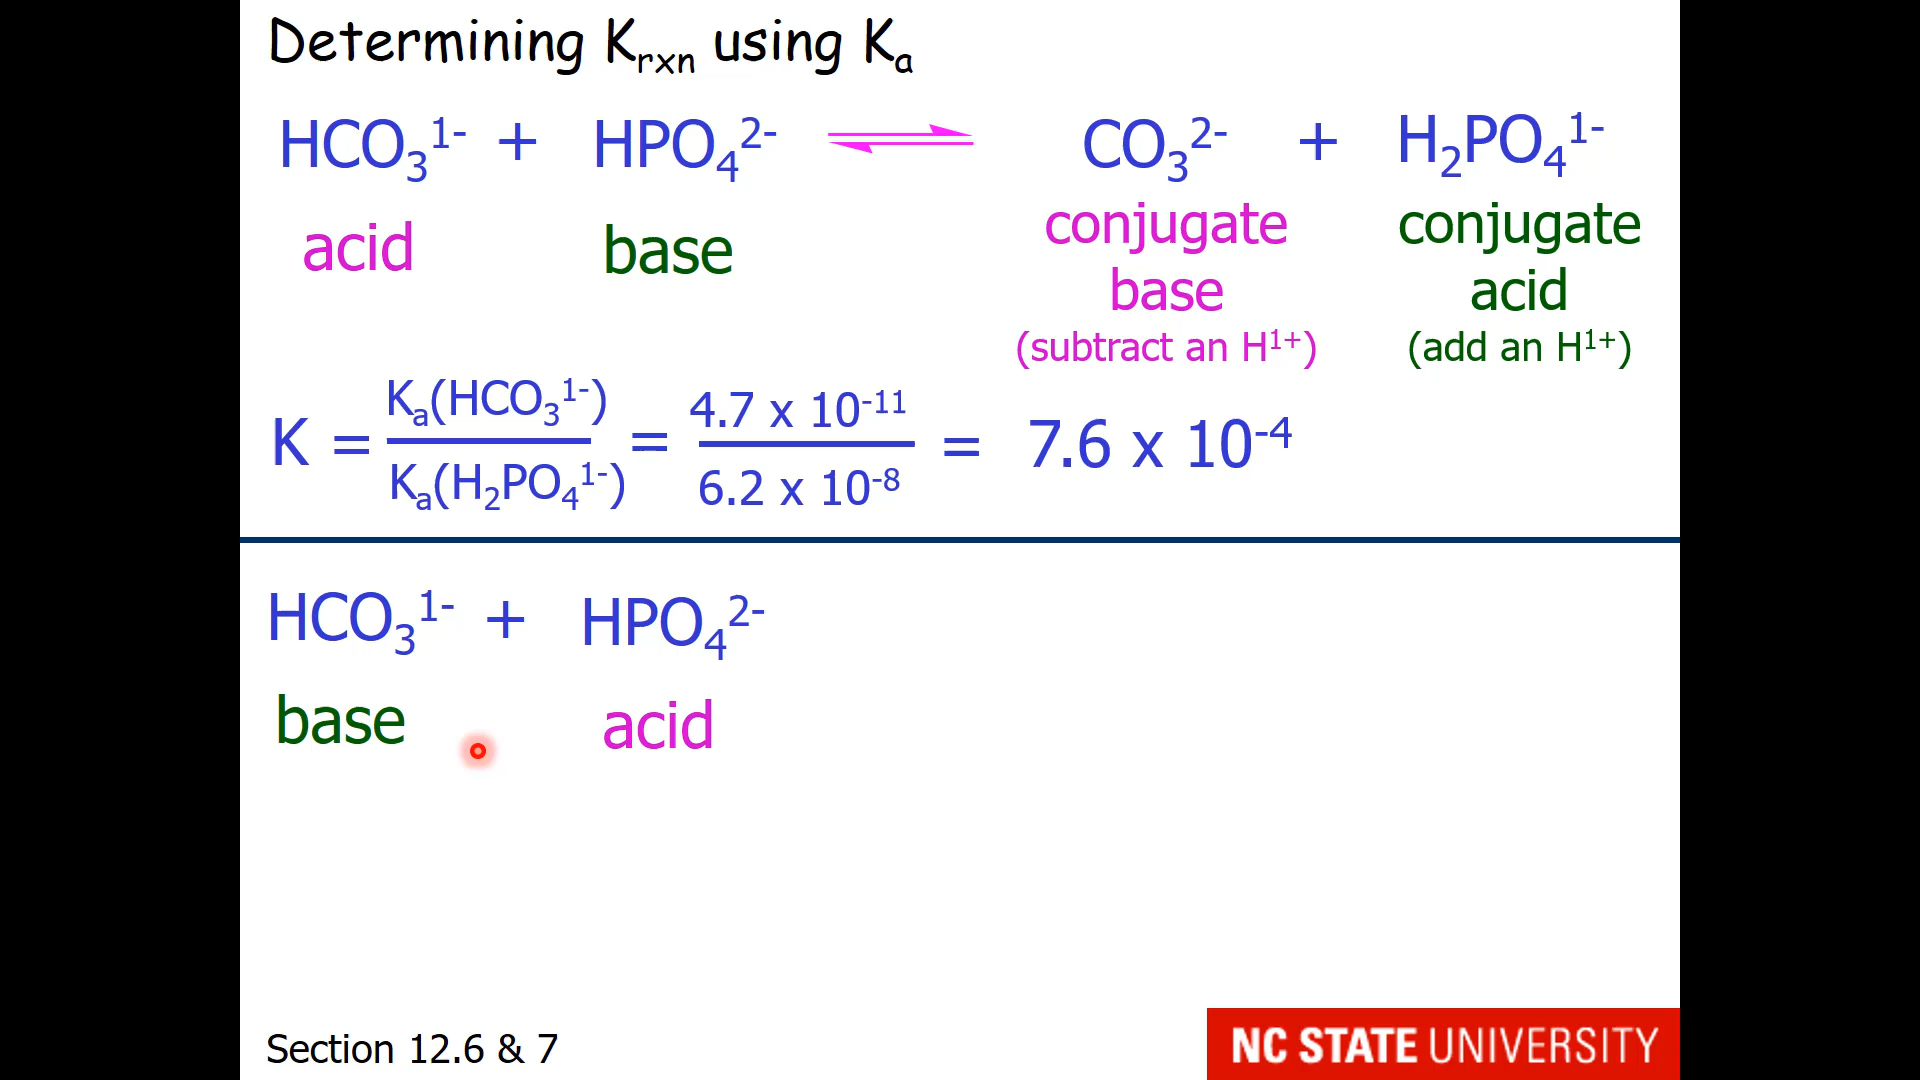 Determining Krxn using Ka
HCO₃¹⁻ + HPO₄²⁻ ⇌ CO₃²⁻ + H₂PO₄¹⁻
acid base conjugate base (subtract an H¹⁺) conjugate acid (add an H¹⁺)
K = Ka(HCO₃¹⁻) / Ka(H₂PO₄¹⁻) = 4.7 x 10⁻¹¹ / 6.2 x 10⁻⁸ = 7.6 x 10⁻⁴
HCO₃¹⁻ + HPO₄²⁻
base acid
Section 12.6 & 7
NC STATE UNIVERSITY